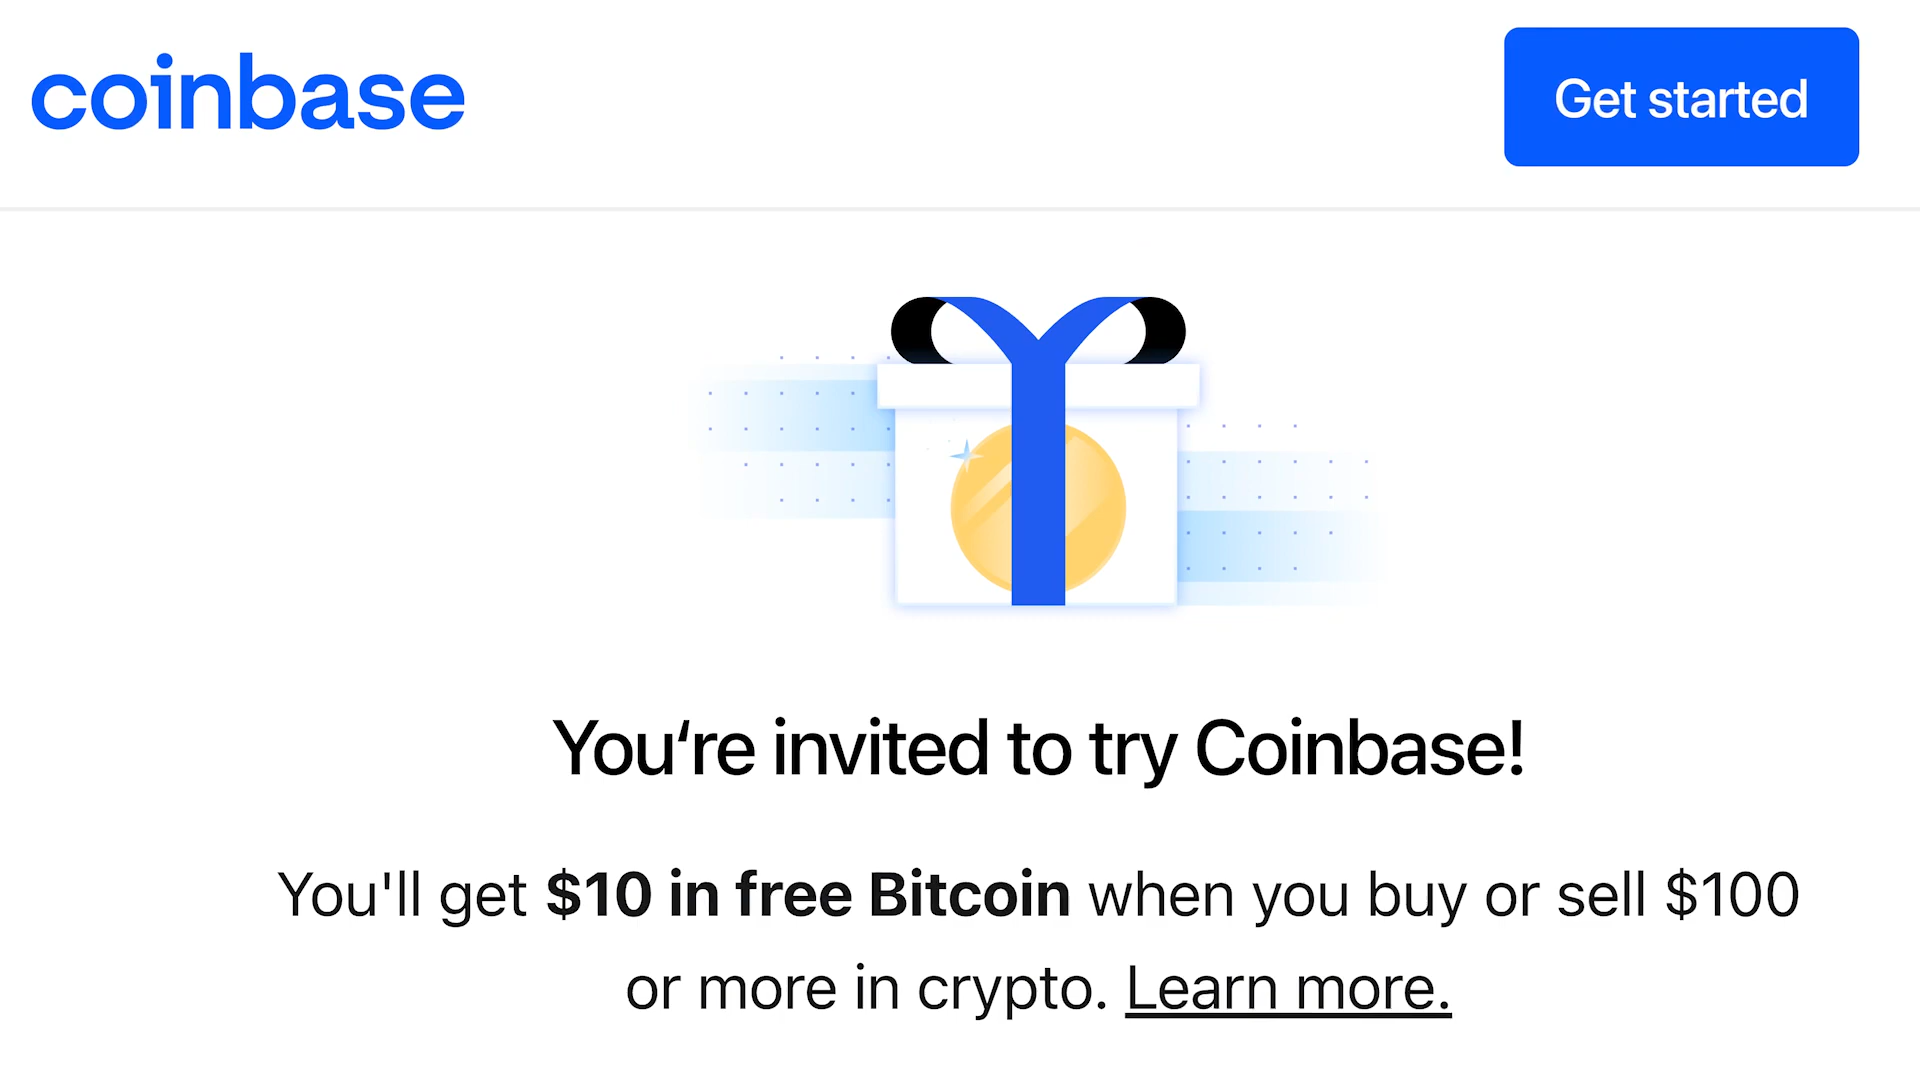 coinbase
Get started
You‘re invited to try Coinbase!
You'll get $10 in free Bitcoin when you buy or sell $100
or more in crypto. Learn more.